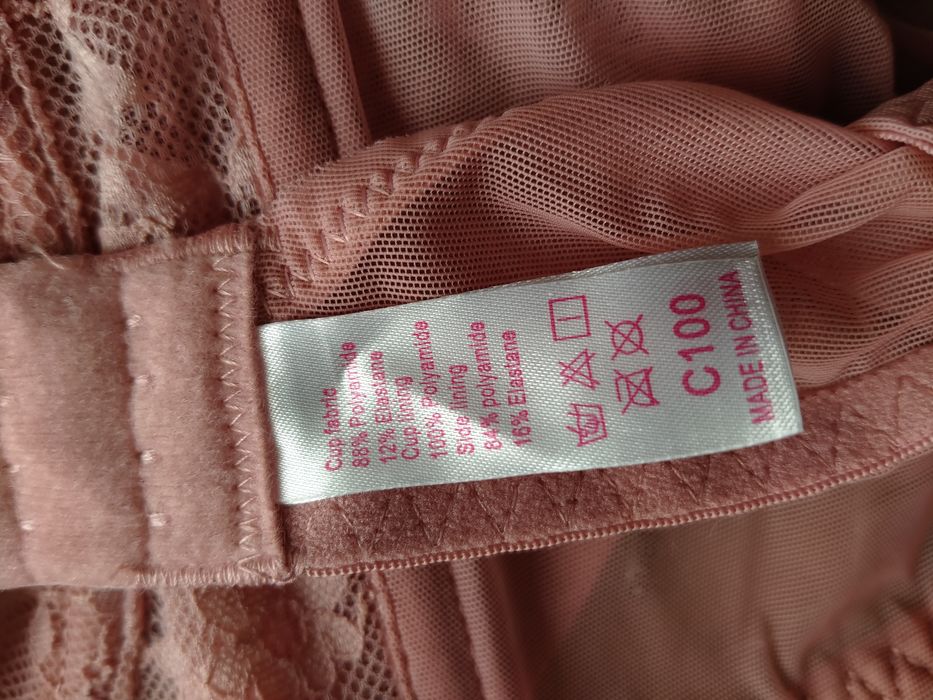 Cup fabric
88% Polyamide
12% Elastane
Cup lining
100% Polyamide
Side lining
84% polyamide
16% Elastane
C100
MADE IN CHINA